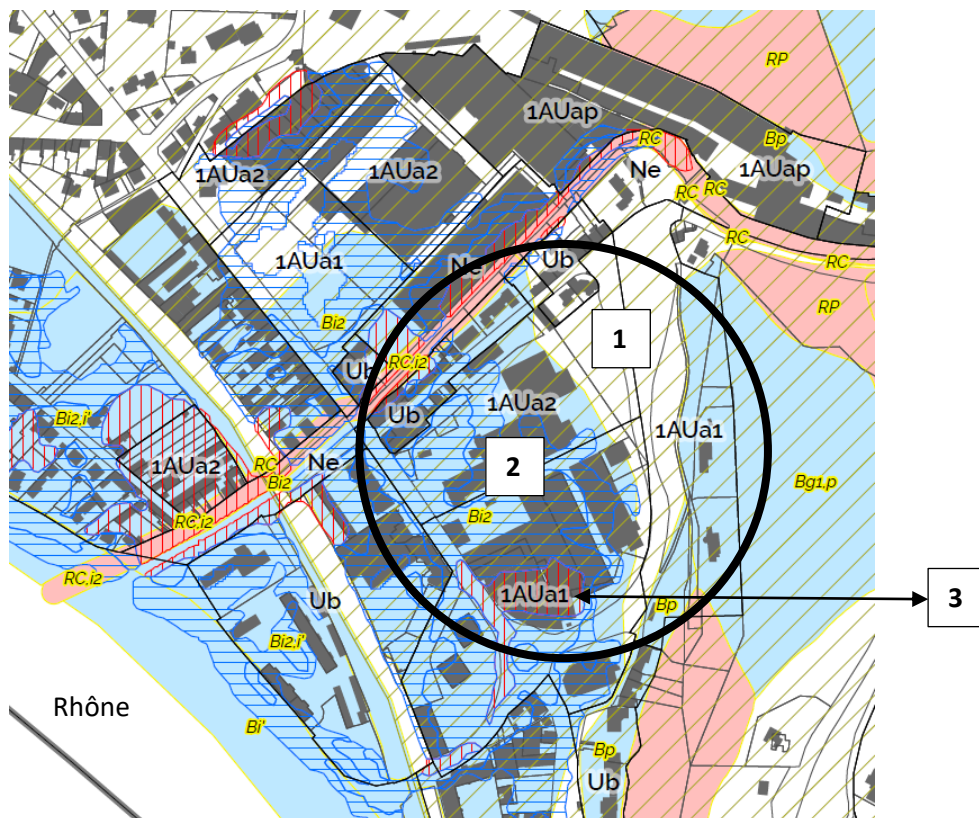 RP
1AUap
RC
Bp
Ne
1AUap
1AUa2
1AUa2
RC
RC
RC
Ub
RC
1AUa1
Ne
RP
Bi2
1
RC,i2
Ub
1AUa2
Ub
1AUa1
Bi2,i'
1AUa2
RC
Ne
2
Bg1,p
Bi2
RC,i2
Bi2
RC,i2
1AUa1
3
Ub
Bp
Bi2,i'
Rhône
Bi'
Bp
Ub